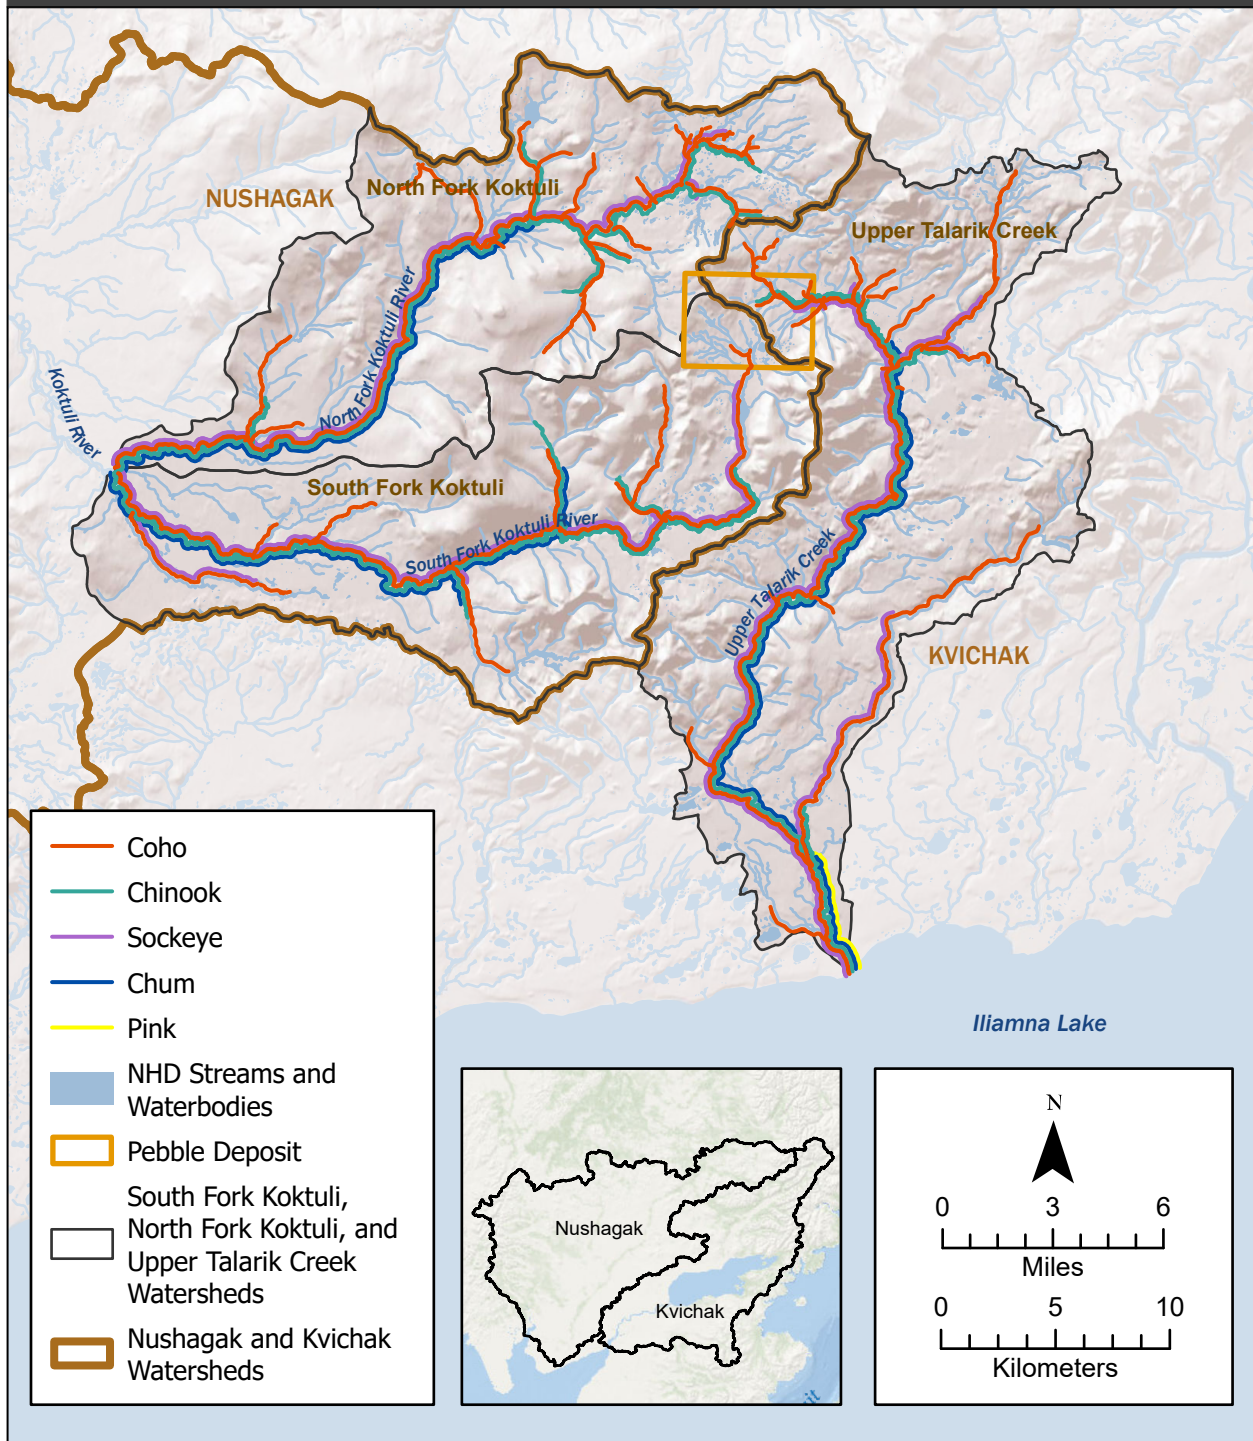 NUSHAGAK
North Fork Koktuli
Upper Talarik Creek
North Fork Koktuli River
Koktuli River
South Fork Koktuli
South Fork Koktuli River
Upper Talarik Creek
KVICHAK
Iliamna Lake
Coho
Chinook
Sockeye
Chum
Pink
NHD Streams and
Waterbodies
Pebble Deposit
South Fork Koktuli,
North Fork Koktuli, and
Upper Talarik Creek
Watersheds
Nushagak and Kvichak
Watersheds
Nushagak
Kvichak
N
0 3 6
Miles
0 5 10
Kilometers